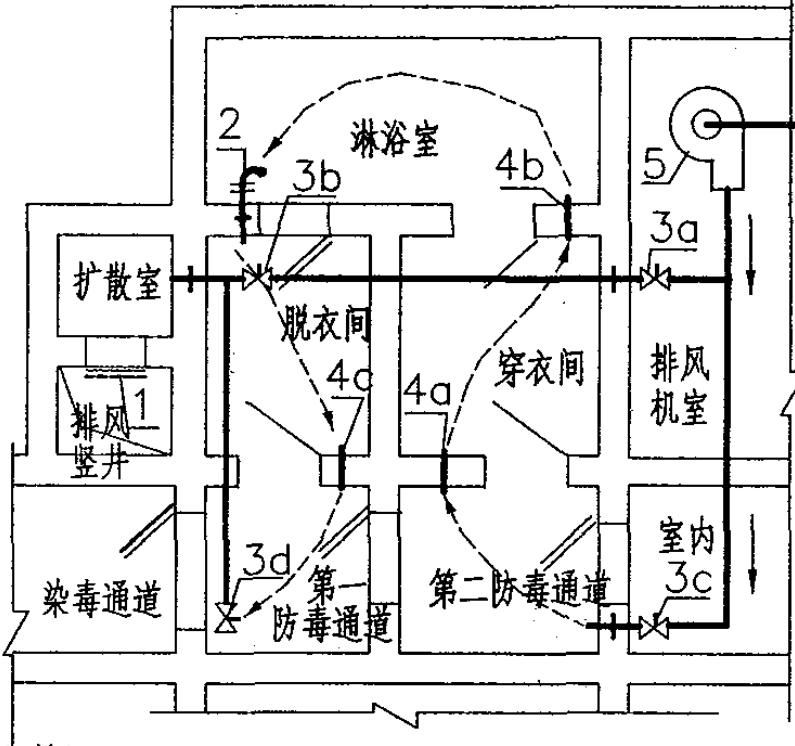 2
淋浴室
3b
4b
5
3a
扩散室
脱衣间
穿衣间
排风
机室
4c
4a
1
排风
竖井
室内
3d
3c
染毒通道
第一
防毒通道
第二防毒通道